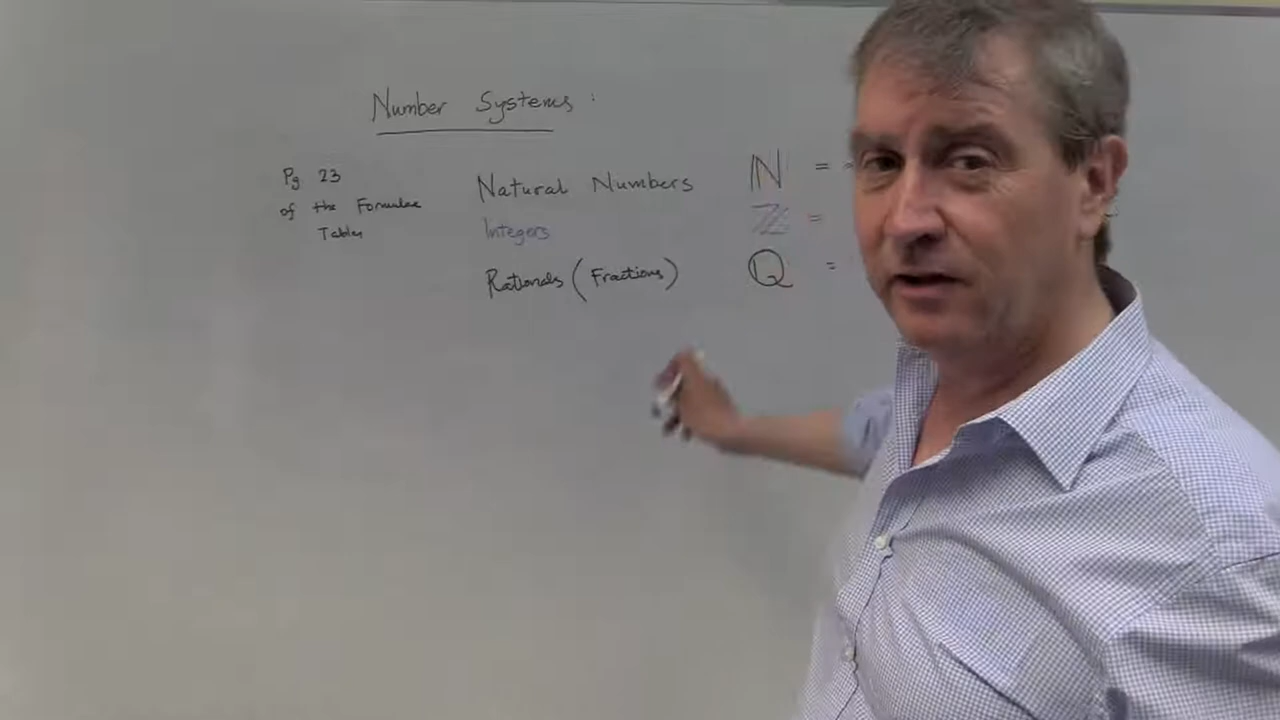 Number Systems :
Pg 23
of the Formulae
Tables
Natural Numbers ℕ =
Integers ℤ =
Rationals (Fractions) Q =